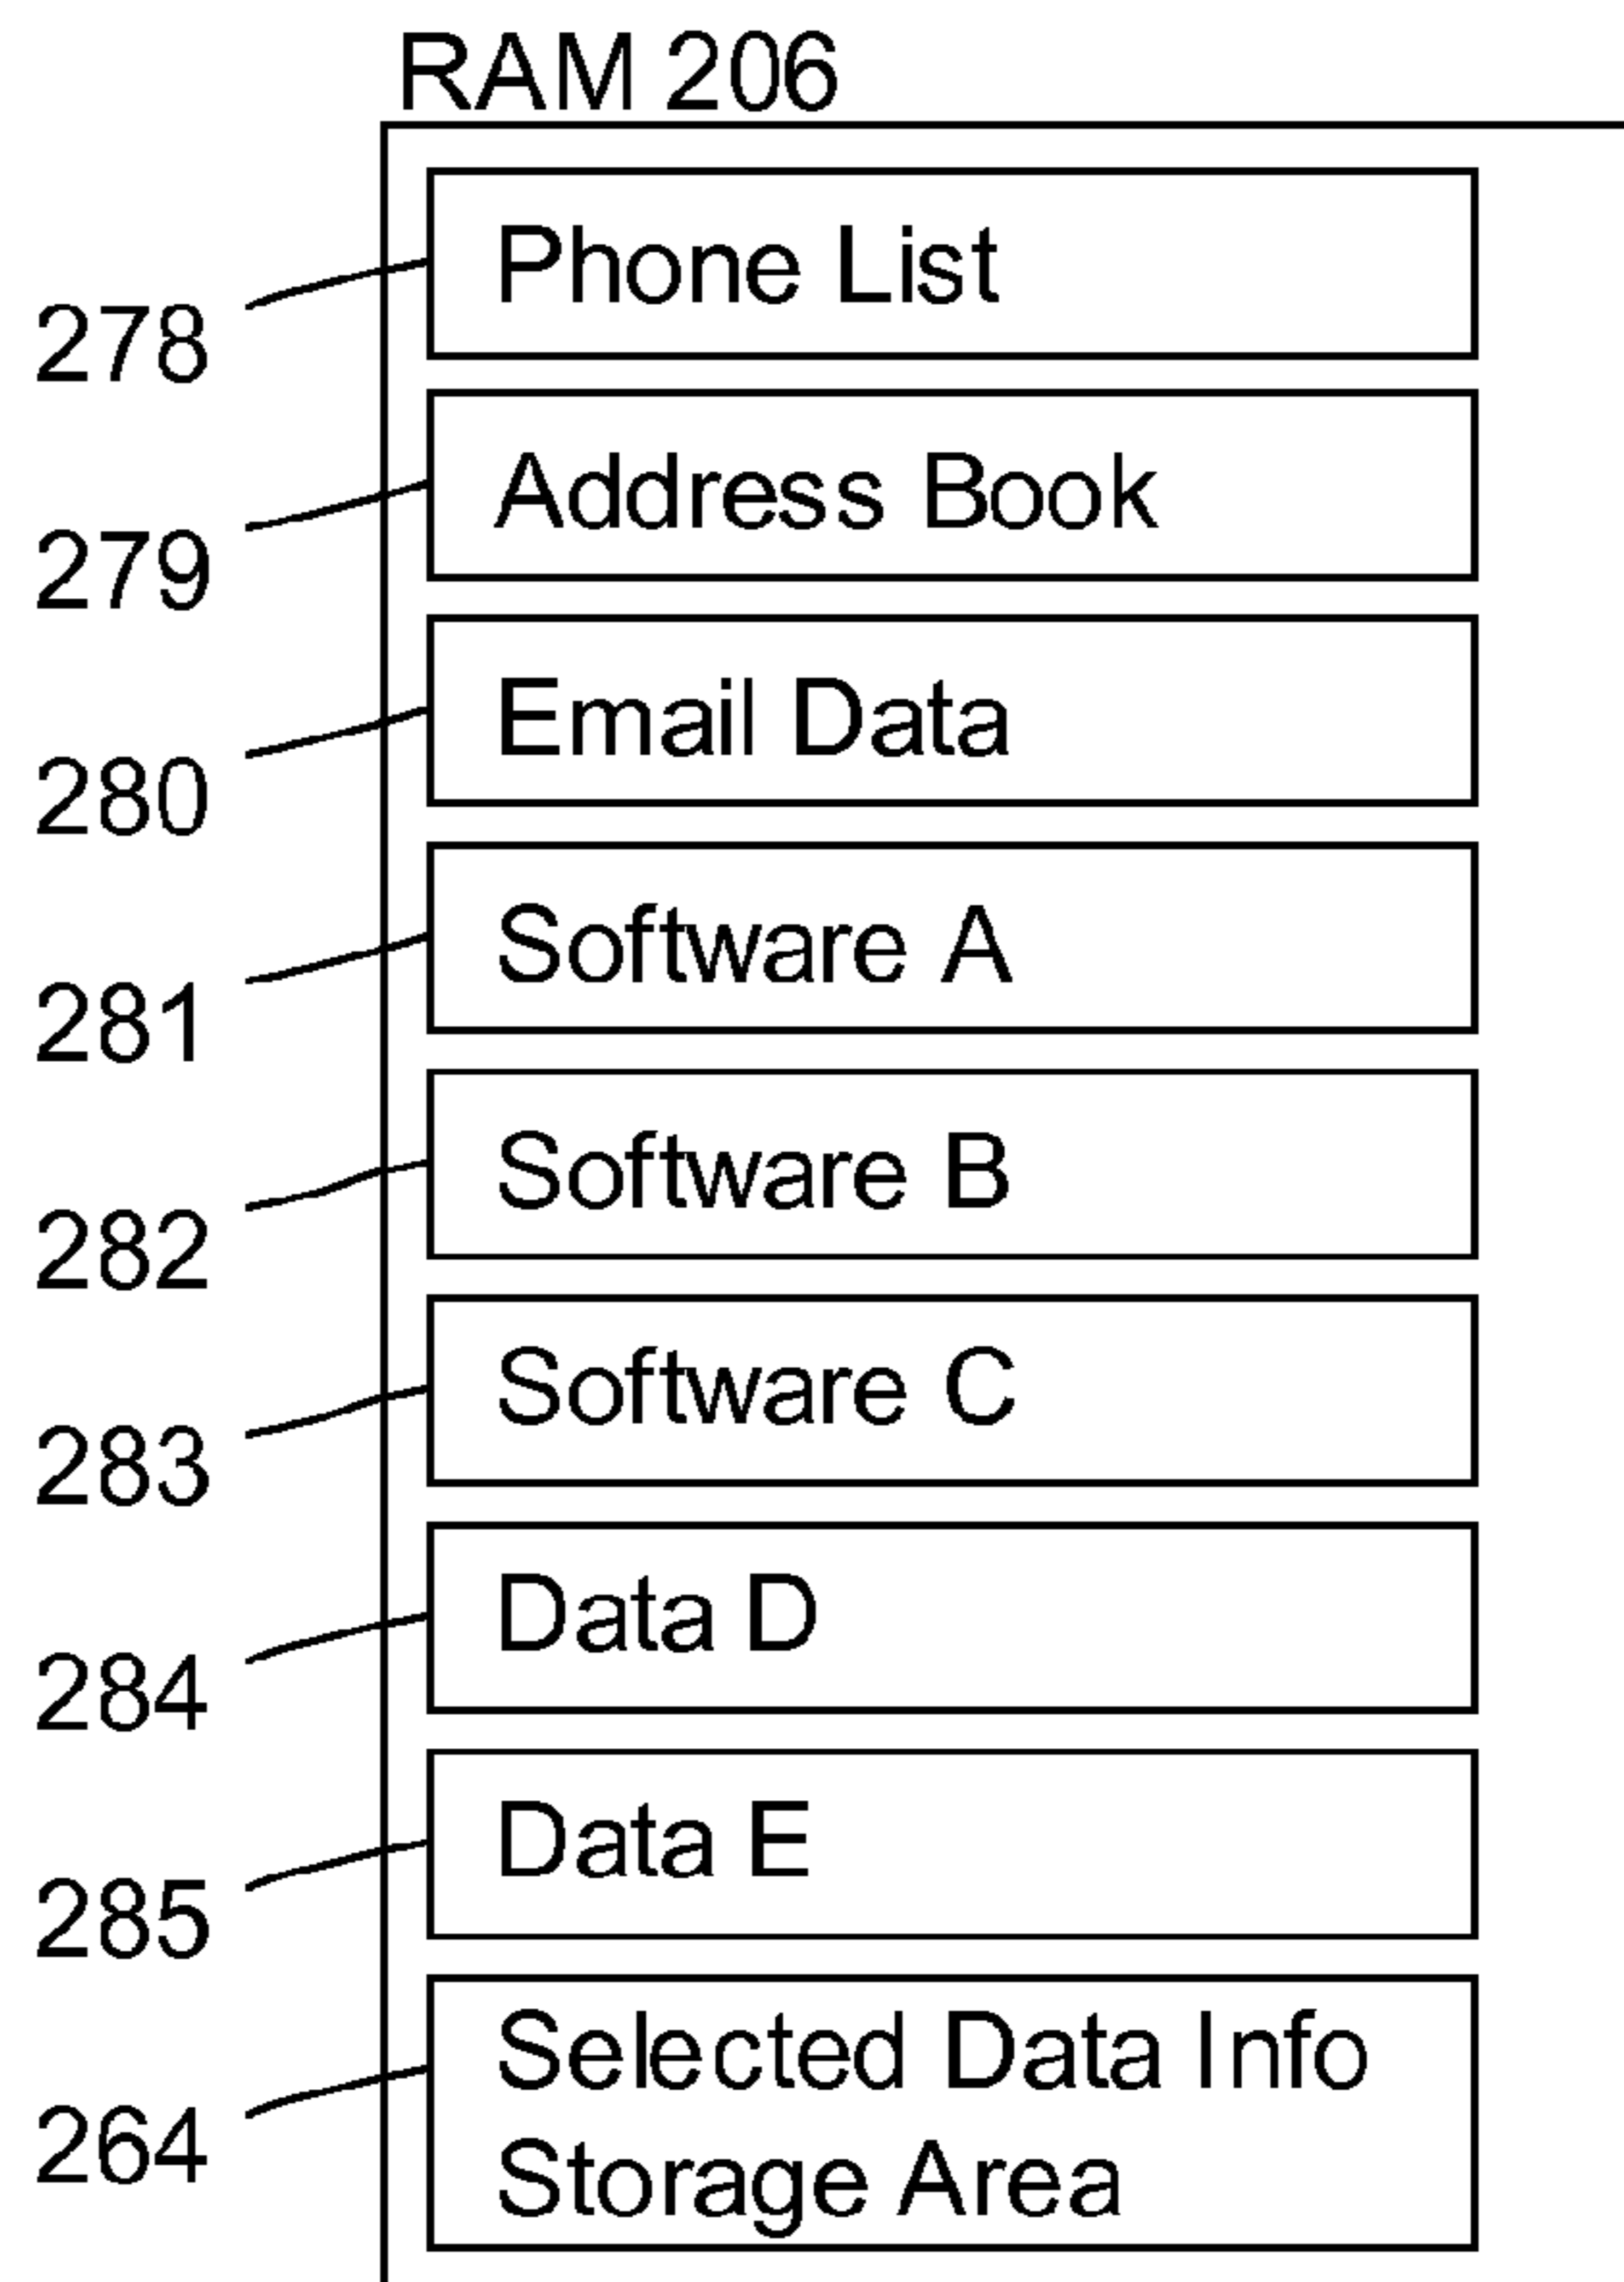 RAM 206
Phone List
278
Address Book
279
Email Data
280
Software A
281
Software B
282
Software C
283
Data D
284
Data E
285
Selected Data Info
264
Storage Area